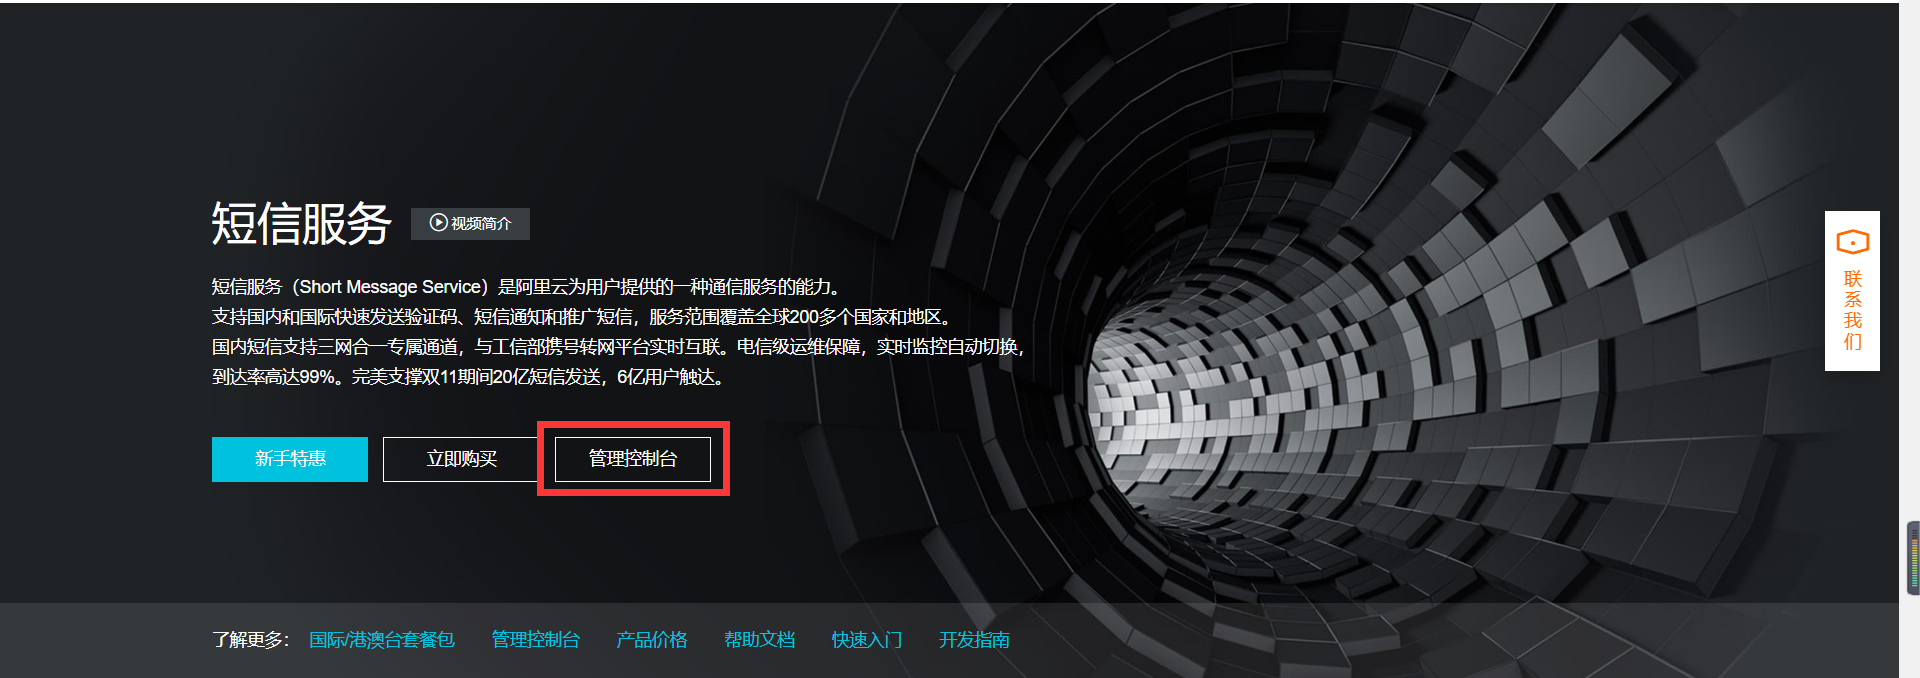 短信服务
视频简介
短信服务（Short Message Service）是阿里云为用户提供的一种通信服务的能力。
支持国内和国际快速发送验证码、短信通知和推广短信，服务范围覆盖全球200多个国家和地区。
国内短信支持三网合一专属通道，与工信部携号转网平台实时互联。电信级运维保障，实时监控自动切换，
到达率高达99%。完美支撑双11期间20亿短信发送，6亿用户触达。
新手特惠 立即购买 管理控制台
联系我们
了解更多： 国际/港澳台套餐包 管理控制台 产品价格 帮助文档 快速入门 开发指南